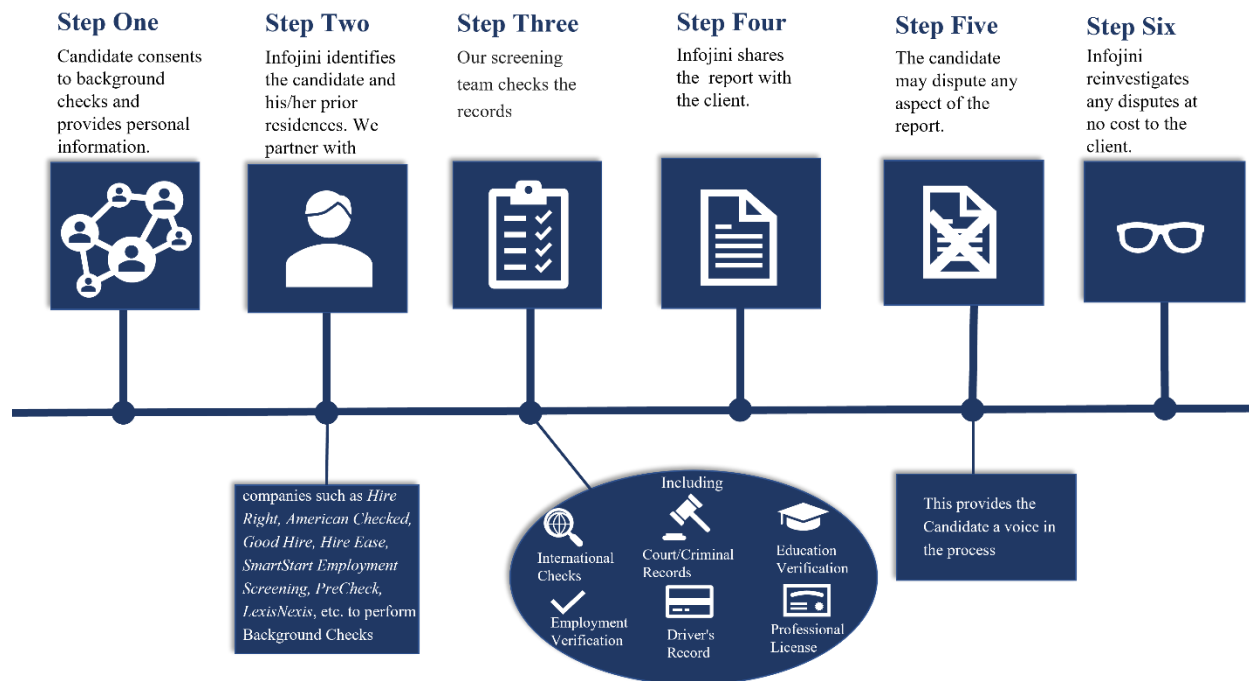 Step One
Candidate consents
to background
checks and
provides personal
information.
Step Two
Infojini identifies
the candidate and
his/her prior
residences. We
partner with
Step Three
Our screening
team checks the
records
Step Four
Infojini shares
the report with
the client.
Step Five
The candidate
may dispute any
aspect of the
report.
Step Six
Infojini
reinvestigates
any disputes at
no cost to the
client.
companies such as Hire
Right, American Checked,
Good Hire, Hire Ease,
SmartStart Employment
Screening, PreCheck,
LexisNexis, etc. to perform
Background Checks
Including
International
Checks
Court/Criminal
Records
Education
Verification
Employment
Verification
Driver's
Record
Professional
License
This provides the
Candidate a voice in
the process